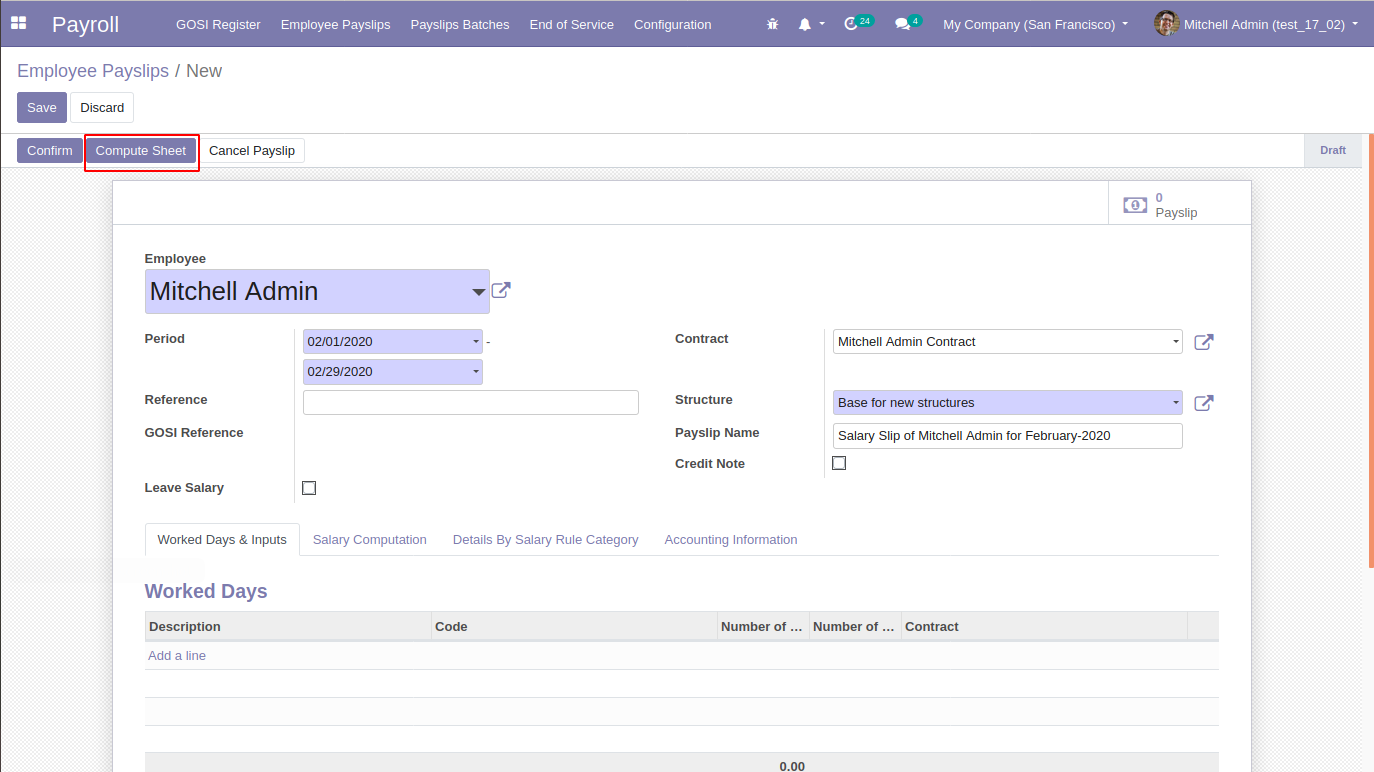 Payroll GOSI Register Employee Payslips Payslips Batches End of Service Configuration 24 4 My Company (San Francisco) Mitchell Admin (test_17_02)
Employee Payslips / New
Save Discard
Confirm Compute Sheet Cancel Payslip Draft
0
Payslip
Employee
Mitchell Admin
Period 02/01/2020 - Contract Mitchell Admin Contract
02/29/2020
Reference Structure Base for new structures
GOSI Reference Payslip Name Salary Slip of Mitchell Admin for February-2020
Credit Note
Leave Salary
Worked Days & Inputs Salary Computation Details By Salary Rule Category Accounting Information
Worked Days
Description Code Number of ... Number of ... Contract
Add a line
0.00